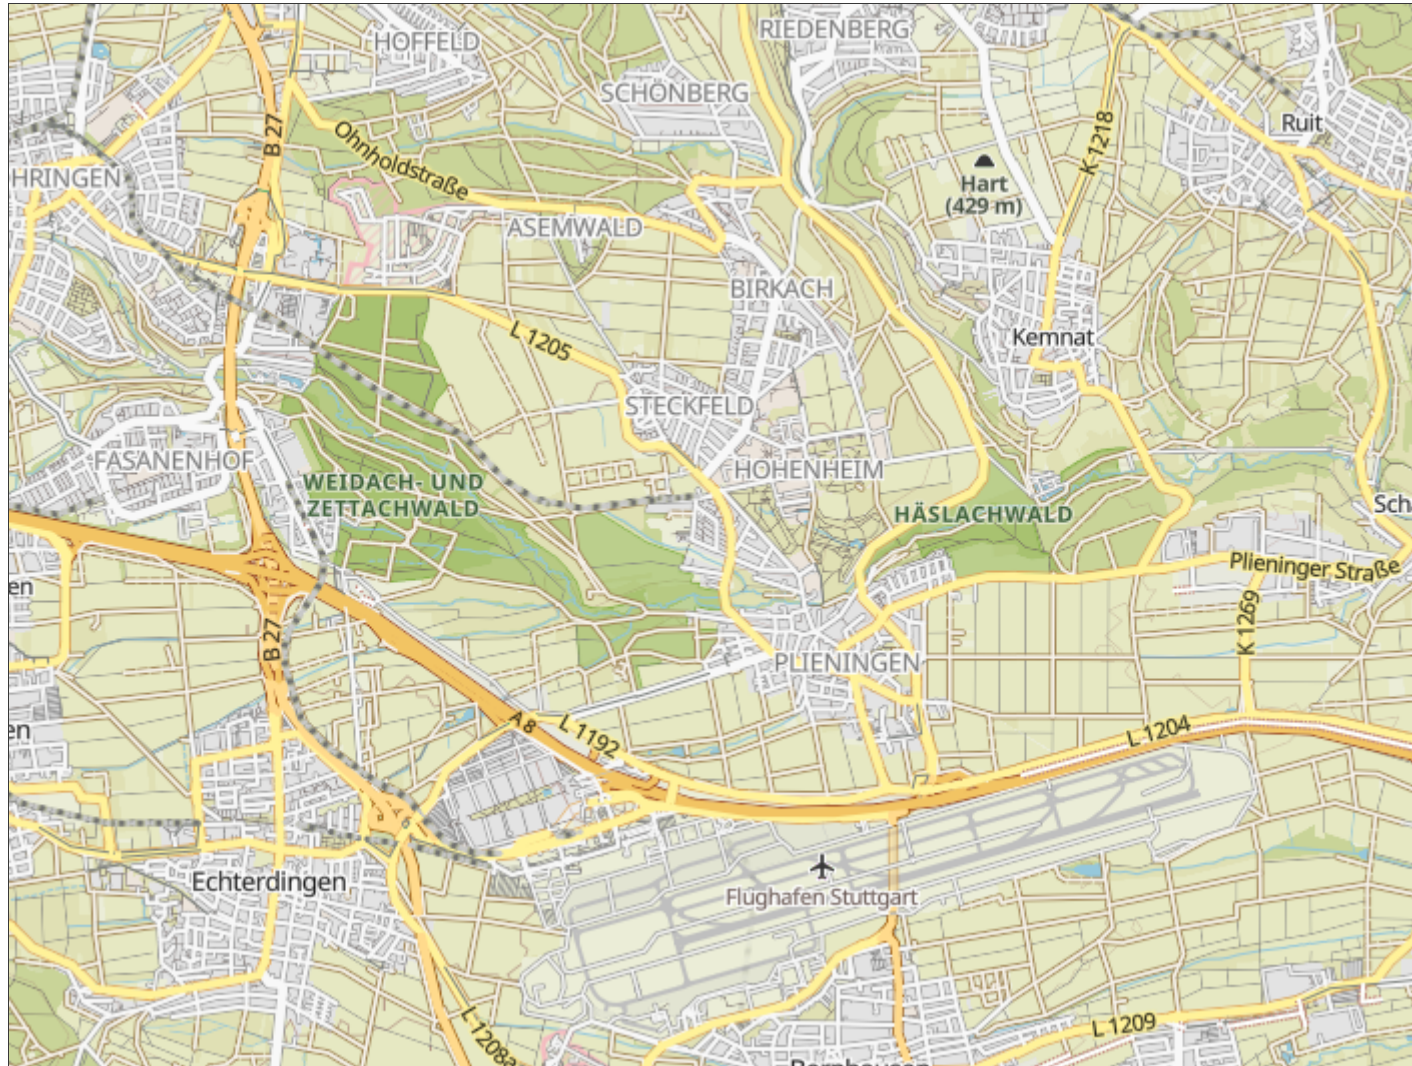 HOFFELD
RIEDENBERG
SCHÖNBERG
B 27
Ohnholdstraße
K 1218
Ruit
HRINGEN
Hart
(429 m)
ASEMWALD
BIRKACH
L 1205
Kemnat
STECKFELD
FASANENHOF
HOHENHEIM
WEIDACH- UND
ZETTACHWALD
HÄSLACHWALD
Sch
Plieninger Straße
en
K 1269
B 27
PLIENINGEN
en
A 8
L 1192
L 1204
Echterdingen
Flughafen Stuttgart
L 1208a
L 1209
Bernhausen